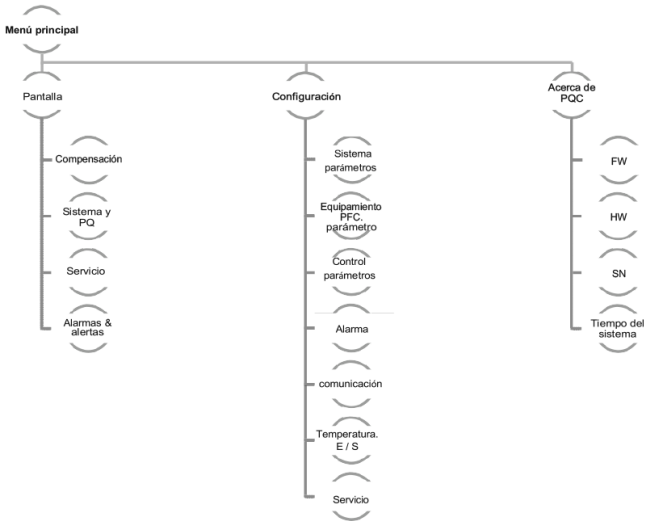 Menú principal
Pantalla
Compensación
Sistema y
PQ
Servicio
Alarmas &
alertas
Configuración
Sistema
parámetros
Equipamiento
PFC.
parámetro
Control
parámetros
Alarma
comunicación
Temperatura.
E / S
Servicio
Acerca de
PQC
FW
HW
SN
Tiempo del
sistema